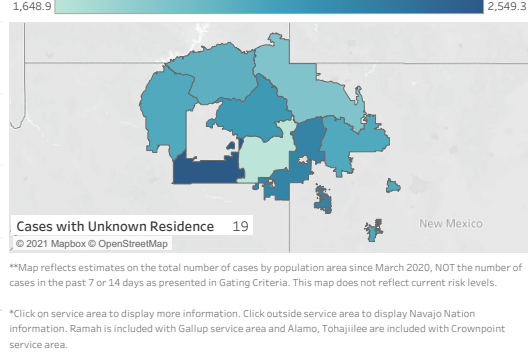 1,648.9 2,549.3
New Mexico
Cases with Unknown Residence 19
© 2021 Mapbox © OpenStreetMap
**Map reflects estimates on the total number of cases by population area since March 2020, NOT the number of
cases in the past 7 or 14 days as presented in Gating Criteria. This map does not reflect current risk levels.
*Click on service area to display more information. Click outside service area to display Navajo Nation
information. Ramah is included with Gallup service area and Alamo, Tohajiilee are included with Crownpoint
service area.